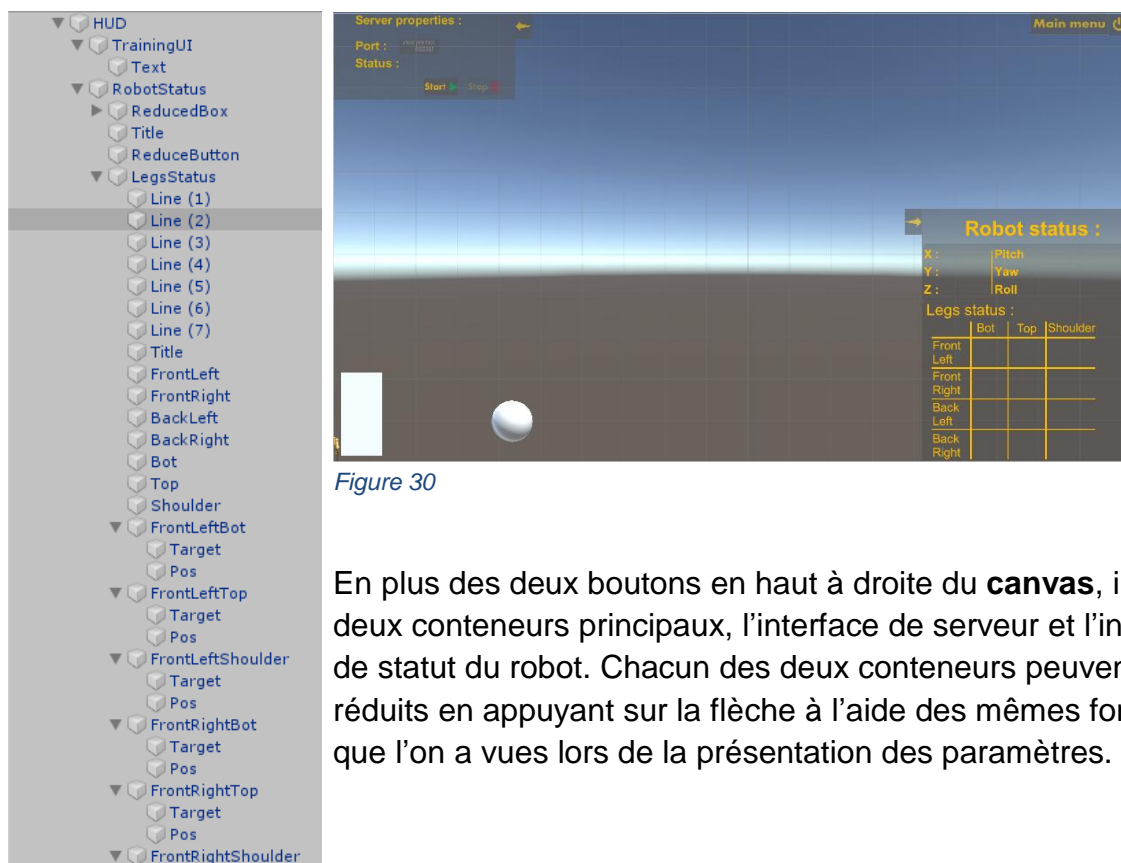 HUD
TrainingUI
Text
RobotStatus
ReducedBox
Title
ReduceButton
LegsStatus
Line (1)
Line (2)
Line (3)
Line (4)
Line (5)
Line (6)
Line (7)
Title
FrontLeft
FrontRight
BackLeft
BackRight
Bot
Top
Shoulder
FrontLeftBot
Target
Pos
FrontLeftTop
Target
Pos
FrontLeftShoulder
Target
Pos
FrontRightBot
Target
Pos
FrontRightTop
Target
Pos
FrontRightShoulder
Server properties :
Port :
Status :
Start Stop
Main menu
Robot status :
X : Pitch
Y : Yaw
Z : Roll
Legs status :
Bot Top Shoulder
Front
Left
Front
Right
Back
Left
Back
Right
Figure 30
En plus des deux boutons en haut à droite du canvas, i
deux conteneurs principaux, l’interface de serveur et l’in
de statut du robot. Chacun des deux conteneurs peuven
réduits en appuyant sur la flèche à l’aide des mêmes for
que l’on a vues lors de la présentation des paramètres.